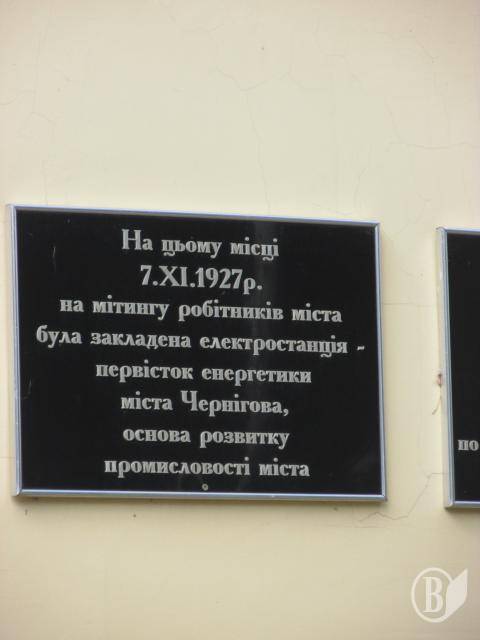 На цьому місці
7.XI.1927р.
на мітингу робітників міста
була закладена електростанція -
первісток енергетики
міста Чернігова,
основа розвитку
промисловості міста
по
В